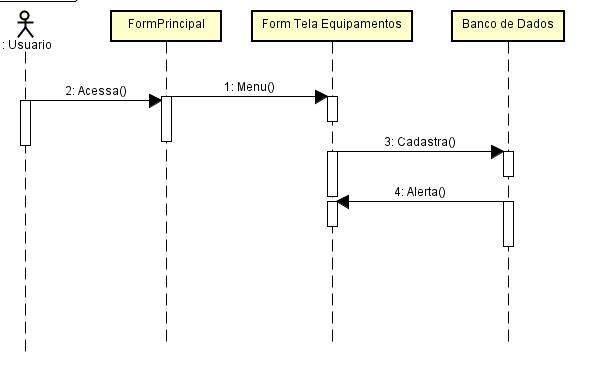 FormPrincipal
Form Tela Equipamentos
Banco de Dados
: Usuario
2: Acessa()
1: Menu()
3: Cadastra()
4: Alerta()